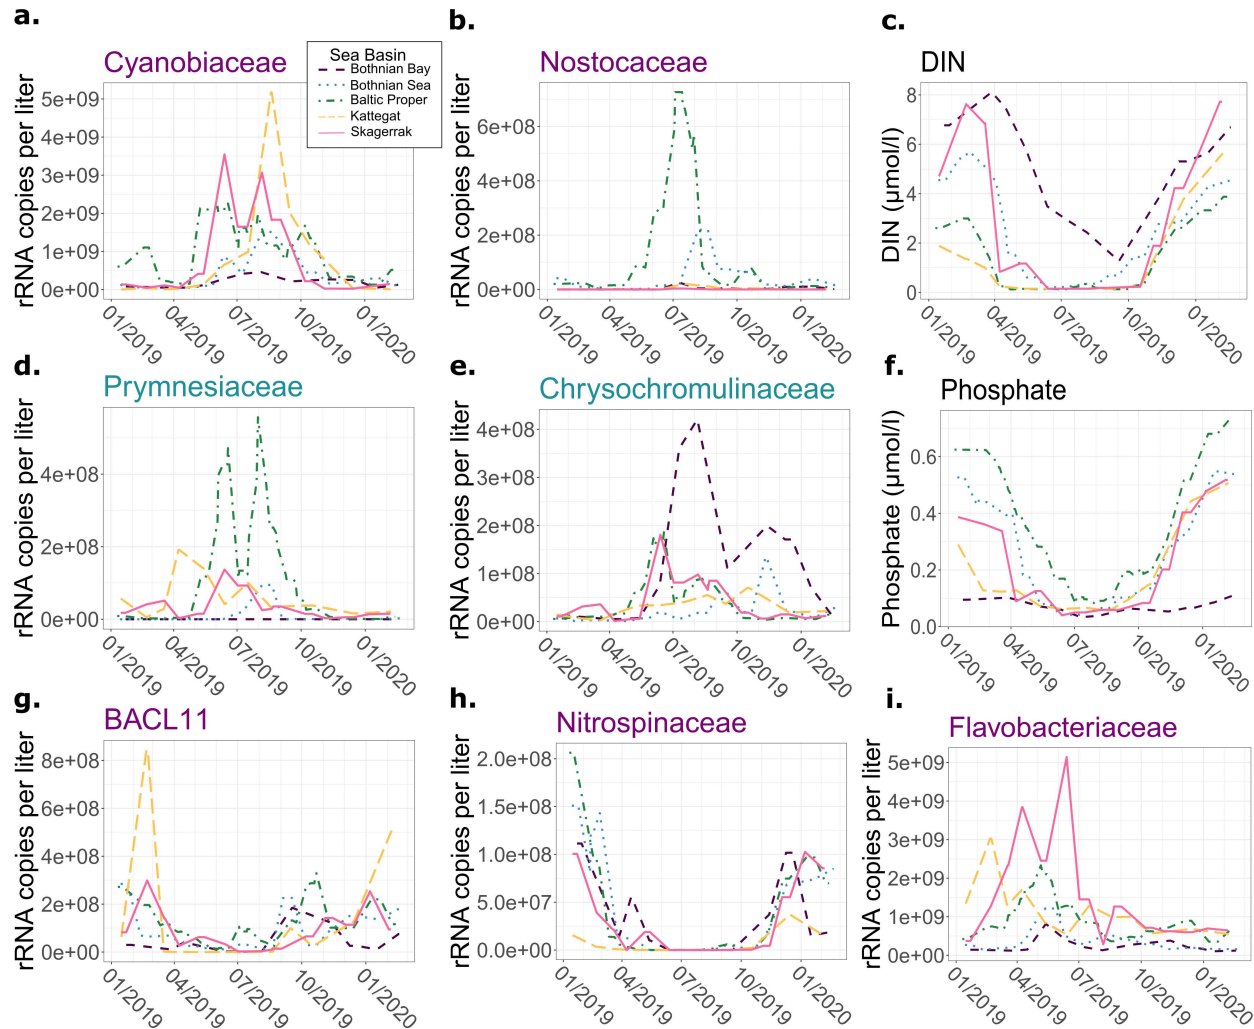 a.
Cyanobiaceae
rRNA copies per liter
5e+09
4e+09
3e+09
2e+09
1e+09
0e+00
01/2019
04/2019
07/2019
10/2019
01/2020
Sea Basin
Bothnian Bay
Bothnian Sea
Baltic Proper
Kattegat
Skagerrak
b.
Nostocaceae
rRNA copies per liter
6e+08
4e+08
2e+08
0e+00
01/2019
04/2019
07/2019
10/2019
01/2020
c.
DIN
DIN (µmol/l)
8
6
4
2
0
01/2019
04/2019
07/2019
10/2019
01/2020
d.
Prymnesiaceae
rRNA copies per liter
4e+08
2e+08
0e+00
01/2019
04/2019
07/2019
10/2019
01/2020
e.
Chrysochromulinaceae
rRNA copies per liter
4e+08
3e+08
2e+08
1e+08
0e+00
01/2019
04/2019
07/2019
10/2019
01/2020
f.
Phosphate
Phosphate (µmol/l)
0.6
0.4
0.2
0.0
01/2019
04/2019
07/2019
10/2019
01/2020
g.
BACL11
rRNA copies per liter
8e+08
6e+08
4e+08
2e+08
0e+00
01/2019
04/2019
07/2019
10/2019
01/2020
h.
Nitrospinaceae
rRNA copies per liter
2.0e+08
1.5e+08
1.0e+08
5.0e+07
0.0e+00
01/2019
04/2019
07/2019
10/2019
01/2020
i.
Flavobacteriaceae
rRNA copies per liter
5e+09
4e+09
3e+09
2e+09
1e+09
0e+00
01/2019
04/2019
07/2019
10/2019
01/2020